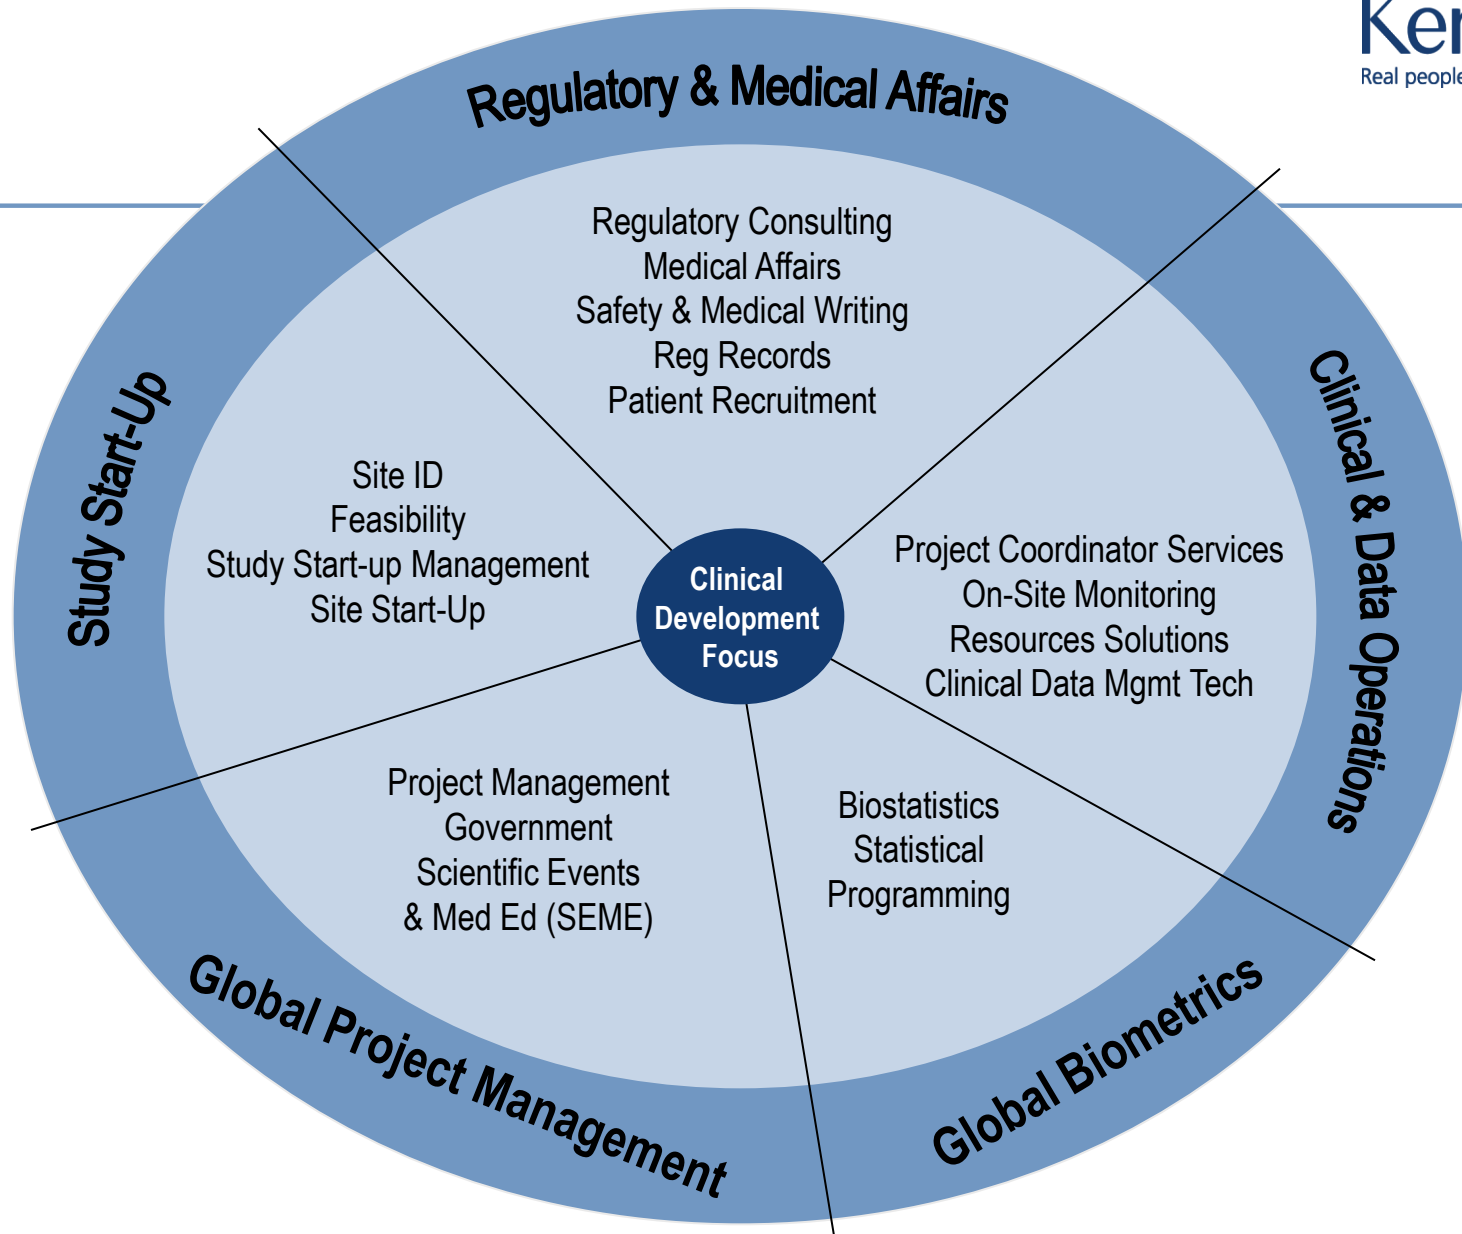 Real people
Regulatory & Medical Affairs
Regulatory Consulting
Medical Affairs
Safety & Medical Writing
Reg Records
Patient Recruitment
Clinical & Data Operations
Project Coordinator Services
On-Site Monitoring
Resources Solutions
Clinical Data Mgmt Tech
Global Biometrics
Biostatistics
Statistical
Programming
Global Project Management
Project Management
Government
Scientific Events
& Med Ed (SEME)
Study Start-Up
Site ID
Feasibility
Study Start-up Management
Site Start-Up
Clinical
Development
Focus